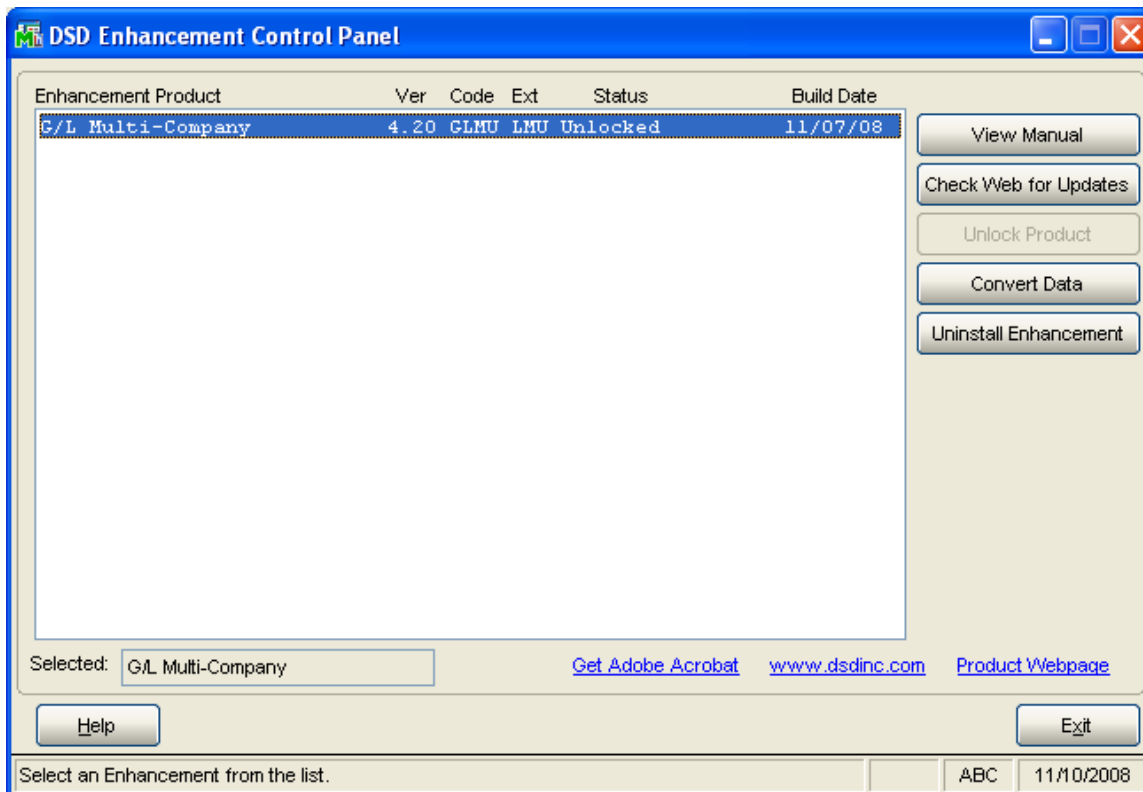 DSD Enhancement Control Panel
Enhancement Product Ver Code Ext Status Build Date
G/L Multi-Company 4.20 GLMU LMU Unlocked 11/07/08
View Manual
Check Web for Updates
Unlock Product
Convert Data
Uninstall Enhancement
Selected: G/L Multi-Company Get Adobe Acrobat www.dsdinc.com Product Webpage
Help Exit
Select an Enhancement from the list. ABC 11/10/2008